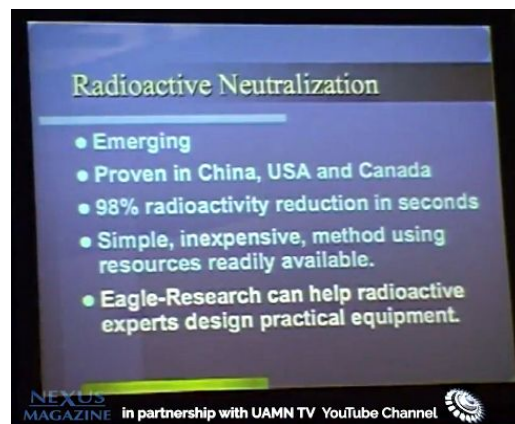 Radioactive Neutralization
Emerging
Proven in China, USA and Canada
98% radioactivity reduction in seconds
Simple, inexpensive, method using
resources readily available.
Eagle-Research can help radioactive
experts design practical equipment.
NEXUS
MAGAZINE in partnership with UAMN TV YouTube Channel